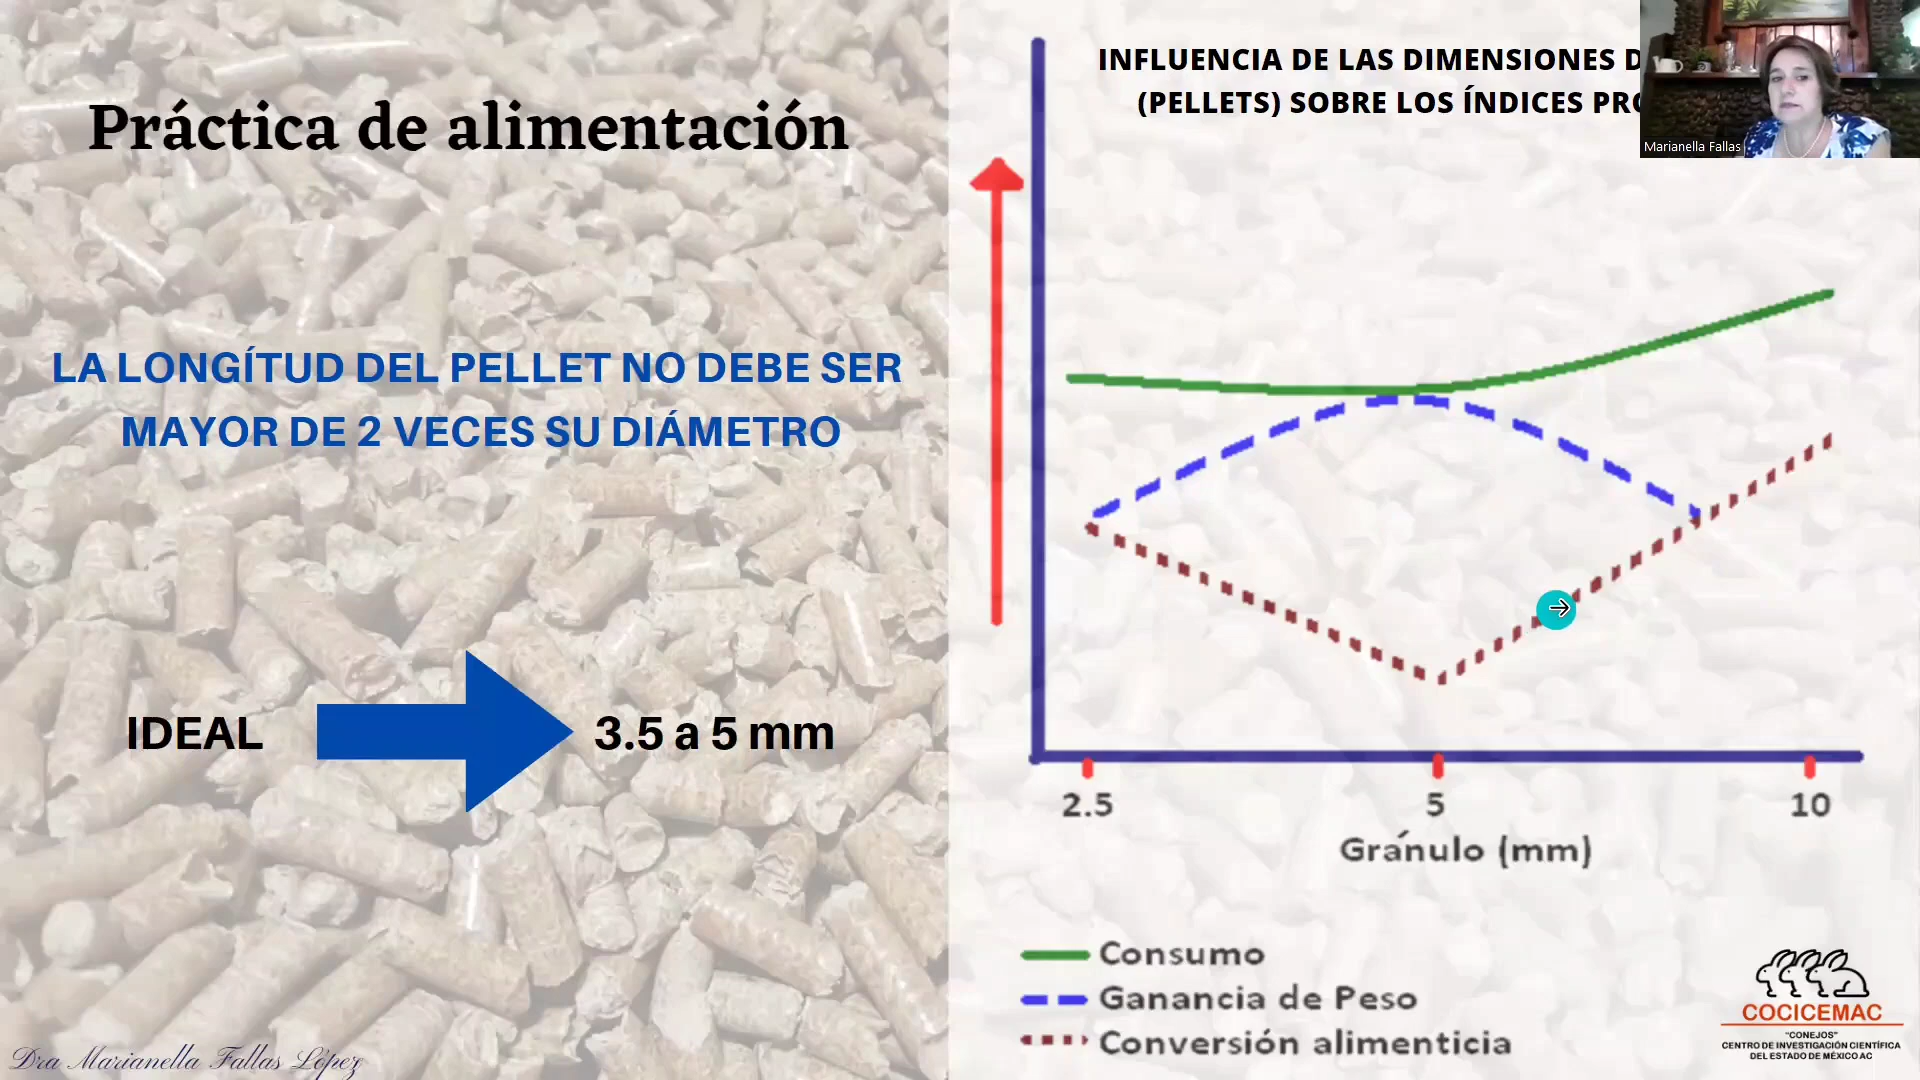 Práctica de alimentación
LA LONGÍTUD DEL PELLET NO DEBE SER
MAYOR DE 2 VECES SU DIÁMETRO
IDEAL
3.5 a 5 mm
Dra Marianella Fallas López
INFLUENCIA DE LAS DIMENSIONES
(PELLETS) SOBRE LOS ÍNDICES
Marianella Fallas
2.5
5
10
Gránulo (mm)
Consumo
Ganancia de Peso
Conversión alimenticia
COCICEMAC
"CONEJOS"
CENTRO DE INVESTIGACIÓN CIENTÍFICA
DEL ESTADO DE MÉXICO AC